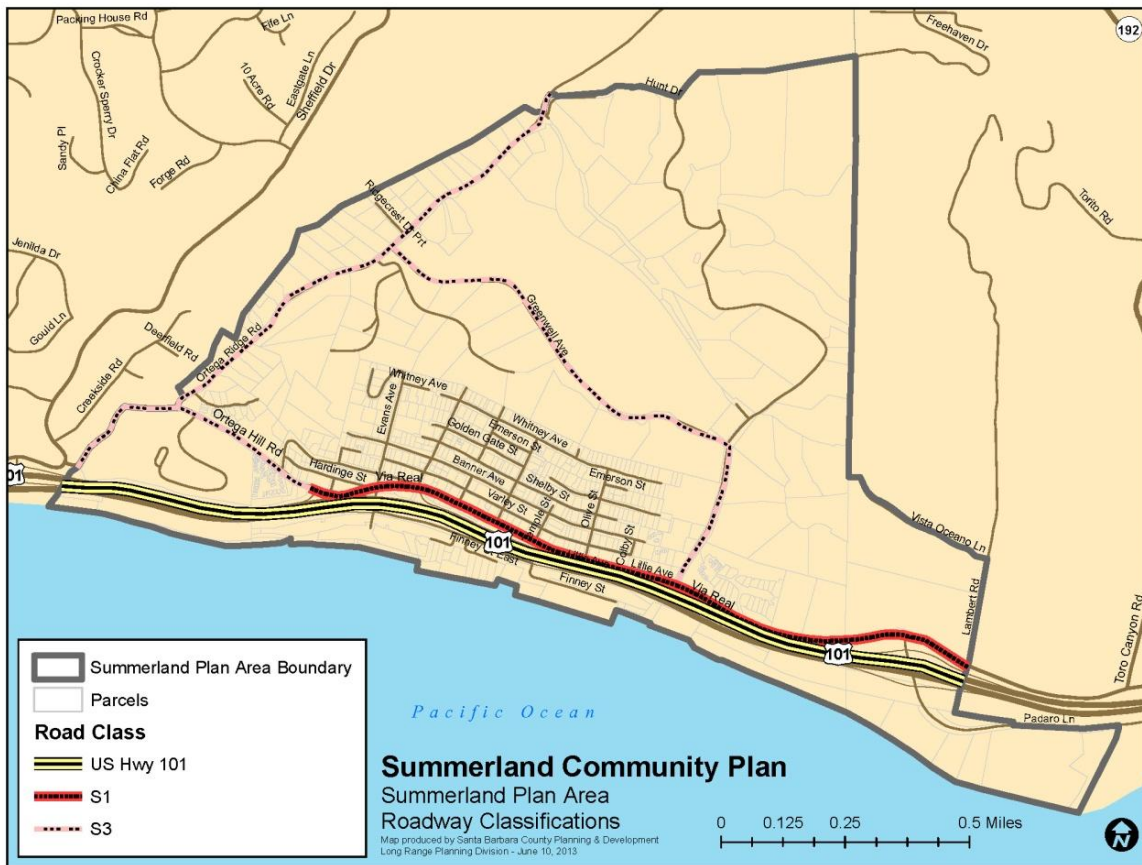 Packing House Rd
Fife Ln
Freehaven Dr
192
Crocker Sperry Dr
10 Acre Rd
Eastgate Ln
Sheffield Dr
Hunt Dr
Sandy Pl
China Flat Rd
Forge Rd
Ridgecrest Dr Prt
Torito Rd
Jenilda Dr
Gould Ln
Deerfield Rd
Creekside Rd
Ortega Ridge Rd
Greenwell Ave
Whitney Ave
Evans Ave
Ortega Hill Rd
Golden Gate St
Emerson St
Whitney Ave
Hardinge St
Via Real
Banner Ave
Shelby St
Emerson St
Varley St
Olive St
Colby St
01
101
Finney St East
Lillie Ave
Finney St
Via Real
Vista Oceano Ln
Lambert Rd
Toro Canyon Rd
101
Padaro Ln
Summerland Plan Area Boundary
Parcels
Road Class
US Hwy 101
S1
S3
Pacific Ocean
Summerland Community Plan
Summerland Plan Area
Roadway Classifications
Map produced by Santa Barbara County Planning & Development
Long Range Planning Division - June 10, 2013
0 0.125 0.25 0.5 Miles
N